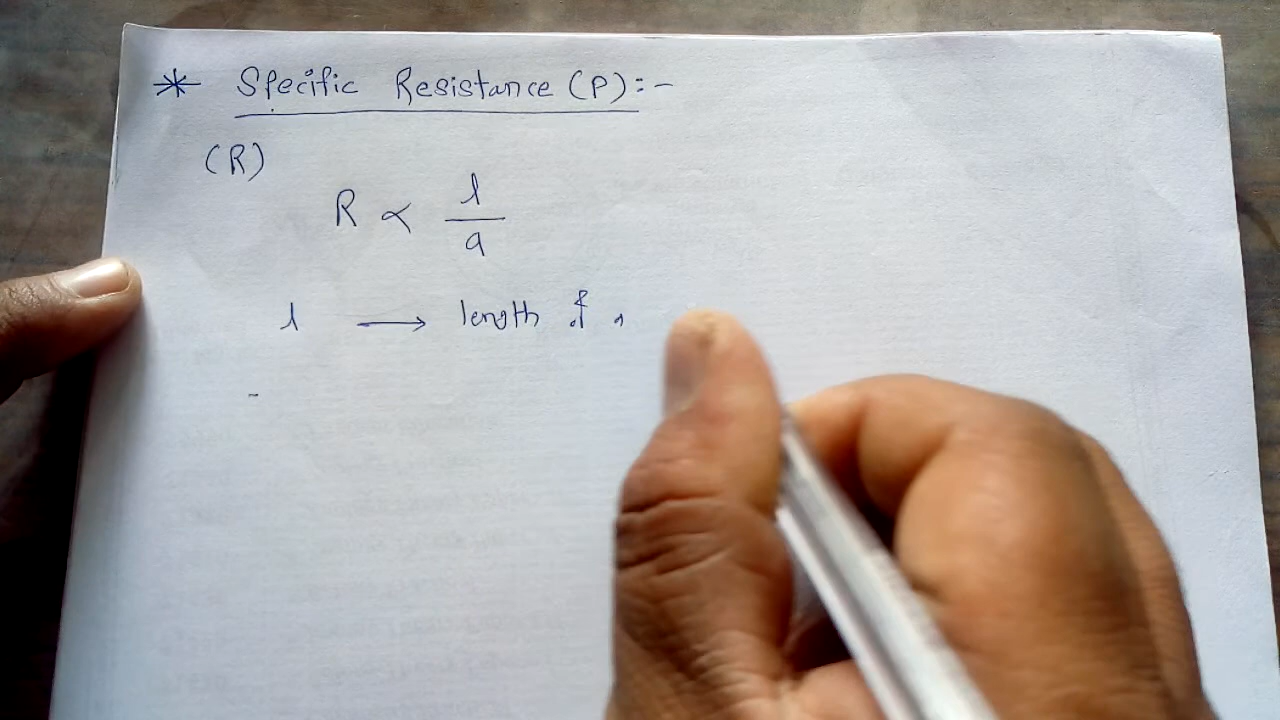 * Specific Resistance (P):-
(R)
R ∝ l/a
l → length of a